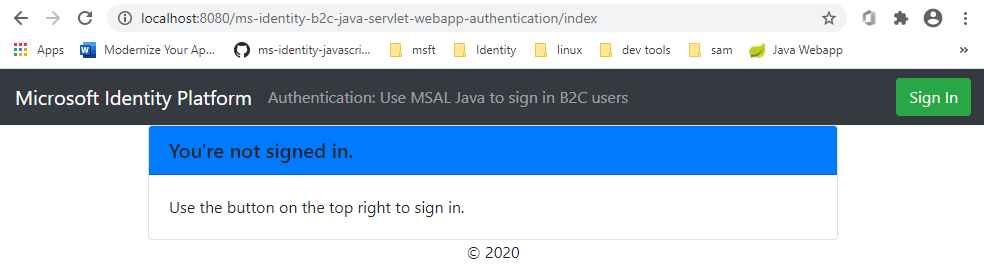 localhost:8080/ms-identity-b2c-java-servlet-webapp-authentication/index
Apps Modernize Your Ap... ms-identity-javascri... msft Identity linux dev tools sam Java Webapp »
Microsoft Identity Platform Authentication: Use MSAL Java to sign in B2C users Sign In
You're not signed in.
Use the button on the top right to sign in.
© 2020